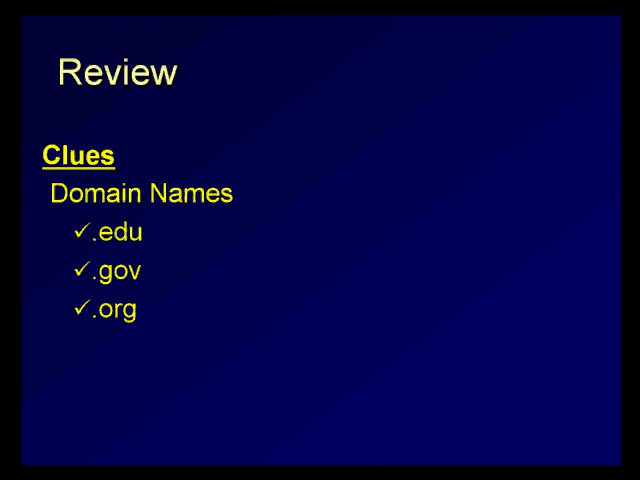 Review
Clues
Domain Names
✓.edu
✓.gov
✓.org